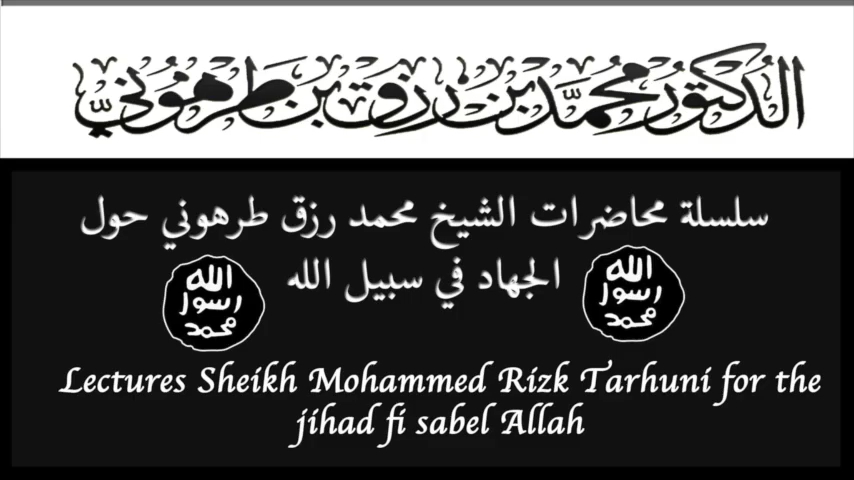 الدكتور محمد بن رزق بن طرهوني
سلسلة محاضرات الشيخ محمد رزق طرهوني حول
الجهاد في سبيل الله
الله
رسول
محمد
الله
رسول
محمد
Lectures Sheikh Mohammed Rizk Tarhuni for the
jihad fi sabel Allah